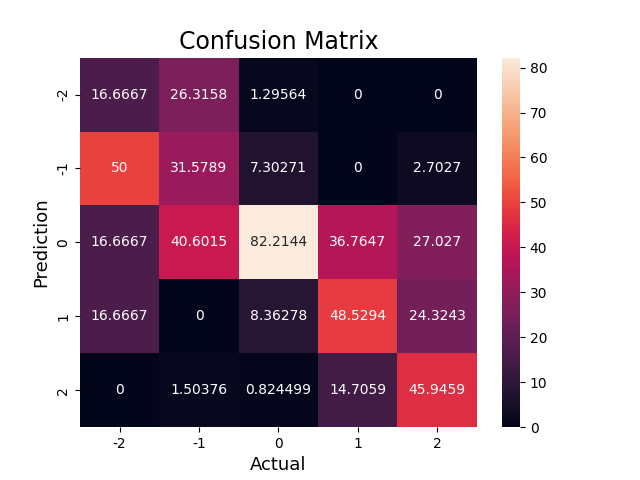 Confusion Matrix
-2 16.6667 26.3158 1.29564 0 0
-1 50 31.5789 7.30271 0 2.7027
0 16.6667 40.6015 82.2144 36.7647 27.027
1 16.6667 0 8.36278 48.5294 24.3243
2 0 1.50376 0.824499 14.7059 45.9459
-2 -1 0 1 2
Prediction
Actual
80
70
60
50
40
30
20
10
0